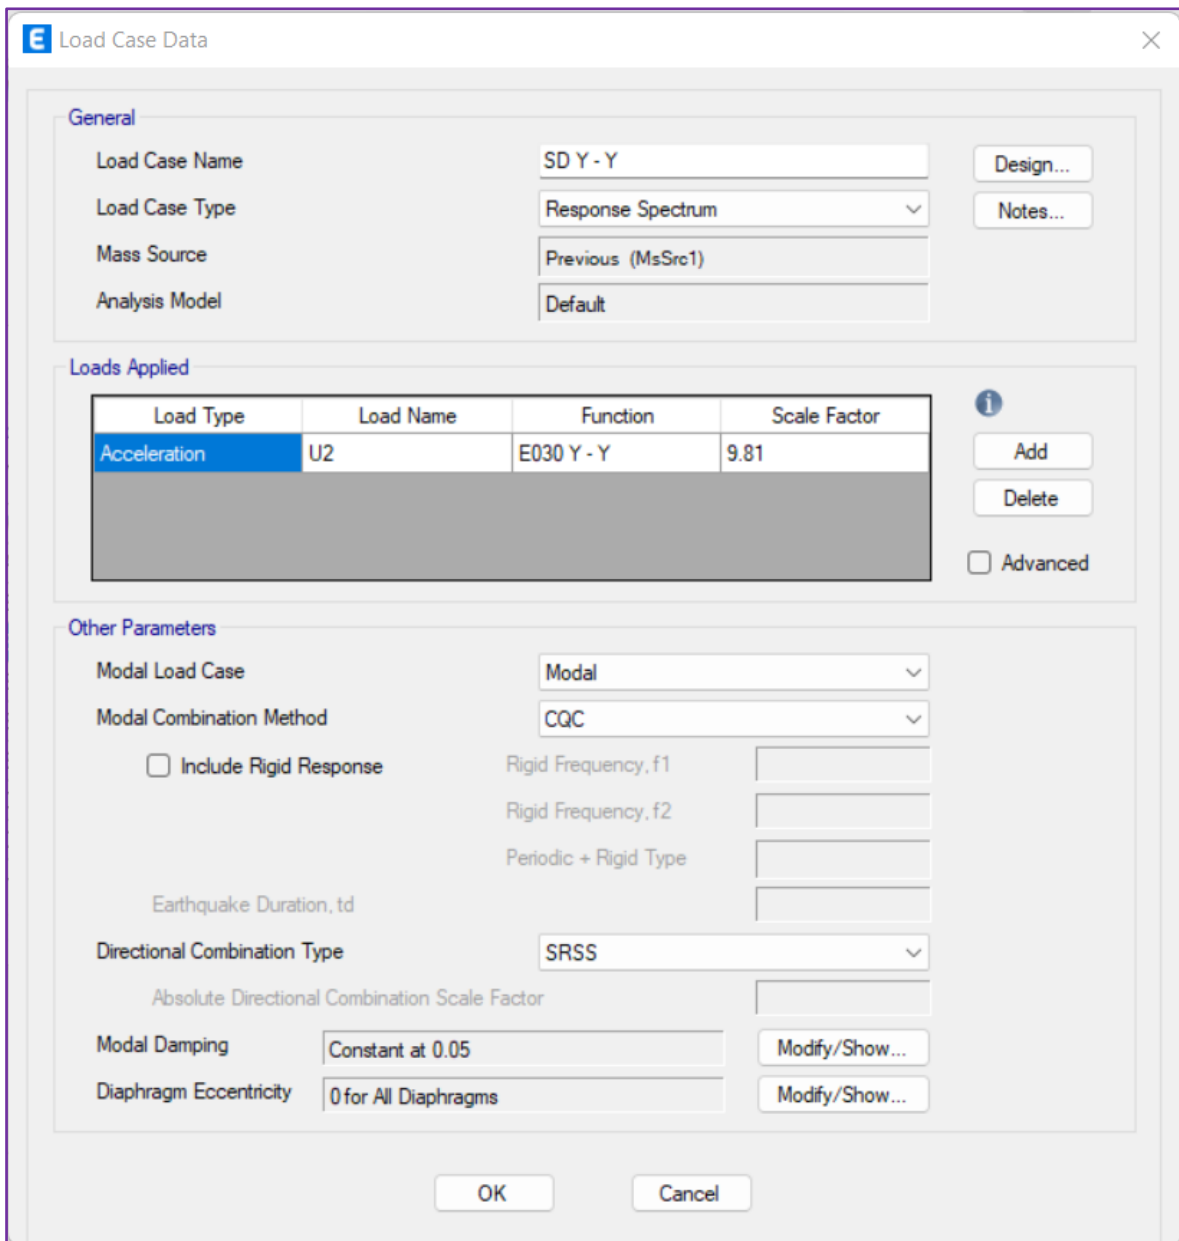 E Load Case Data
General
Load Case Name SD Y - Y Design...
Load Case Type Response Spectrum Notes...
Mass Source Previous (MsSrc1)
Analysis Model Default
Loads Applied
Load Type Load Name Function Scale Factor
Acceleration U2 E030 Y - Y 9.81
Add
Delete
Advanced
Other Parameters
Modal Load Case Modal
Modal Combination Method CQC
Include Rigid Response Rigid Frequency, f1
Rigid Frequency, f2
Periodic + Rigid Type
Earthquake Duration, td
Directional Combination Type SRSS
Absolute Directional Combination Scale Factor
Modal Damping Constant at 0.05 Modify/Show...
Diaphragm Eccentricity 0 for All Diaphragms Modify/Show...
OK Cancel